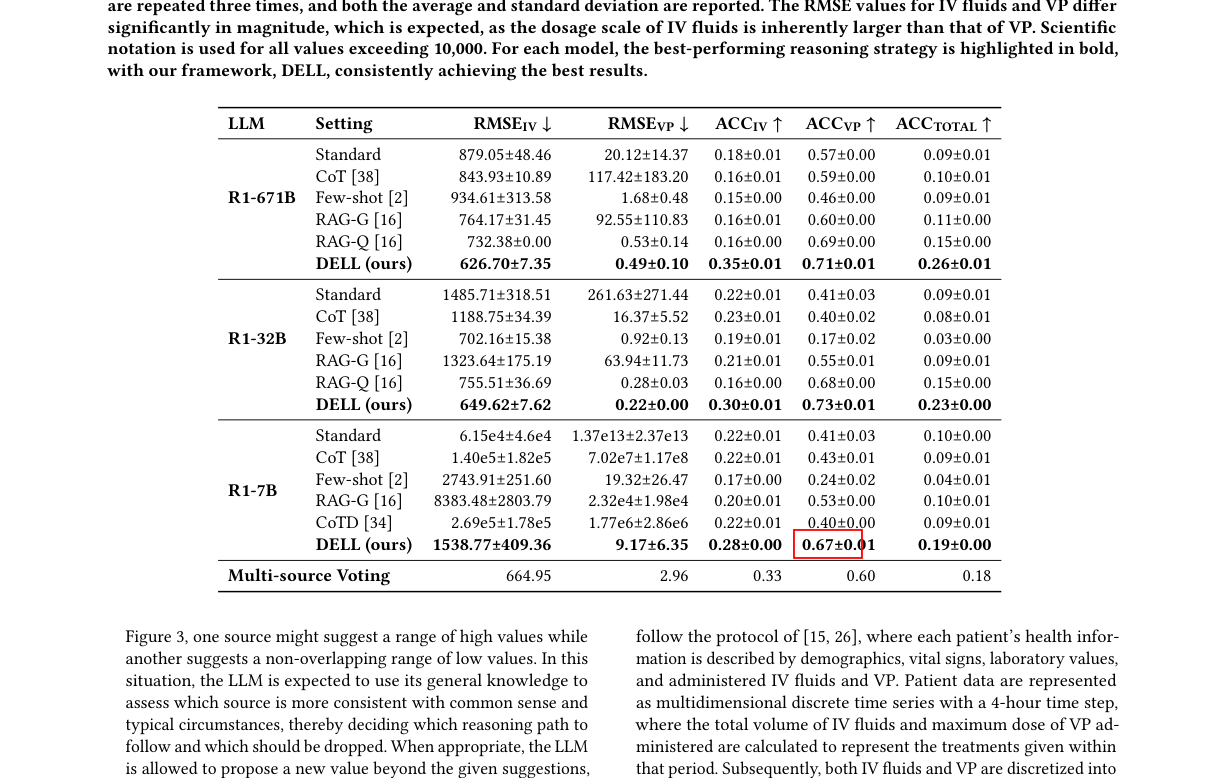 are repeated three times, and both the average and standard deviation are reported. The RMSE values for IV fluids and VP differ
significantly in magnitude, which is expected, as the dosage scale of IV fluids is inherently larger than that of VP. Scientific
notation is used for all values exceeding 10,000. For each model, the best-performing reasoning strategy is highlighted in bold,
with our framework, DELL, consistently achieving the best results.
LLM Setting RMSE_IV ↓ RMSE_VP ↓ ACC_IV ↑ ACC_VP ↑ ACC_TOTAL ↑
Standard 879.05±48.46 20.12±14.37 0.18±0.01 0.57±0.00 0.09±0.01
CoT [38] 843.93±10.89 117.42±183.20 0.16±0.01 0.59±0.00 0.10±0.01
R1-671B Few-shot [2] 934.61±313.58 1.68±0.48 0.15±0.00 0.46±0.00 0.09±0.01
RAG-G [16] 764.17±31.45 92.55±110.83 0.16±0.01 0.60±0.00 0.11±0.00
RAG-Q [16] 732.38±0.00 0.53±0.14 0.16±0.00 0.69±0.00 0.15±0.00
DELL (ours) 626.70±7.35 0.49±0.10 0.35±0.01 0.71±0.01 0.26±0.01
Standard 1485.71±318.51 261.63±271.44 0.22±0.01 0.41±0.03 0.09±0.01
CoT [38] 1188.75±34.39 16.37±5.52 0.23±0.01 0.40±0.02 0.08±0.01
R1-32B Few-shot [2] 702.16±15.38 0.92±0.13 0.19±0.01 0.17±0.02 0.03±0.00
RAG-G [16] 1323.64±175.19 63.94±11.73 0.21±0.01 0.55±0.01 0.09±0.01
RAG-Q [16] 755.51±36.69 0.28±0.03 0.16±0.00 0.68±0.00 0.15±0.00
DELL (ours) 649.62±7.62 0.22±0.00 0.30±0.01 0.73±0.01 0.23±0.00
Standard 6.15e4±4.6e4 1.37e13±2.37e13 0.22±0.01 0.41±0.03 0.10±0.00
CoT [38] 1.40e5±1.82e5 7.02e7±1.17e8 0.22±0.01 0.43±0.01 0.09±0.01
Few-shot [2] 2743.91±251.60 19.32±26.47 0.17±0.00 0.24±0.02 0.04±0.01
R1-7B RAG-G [16] 8383.48±2803.79 2.32e4±1.98e4 0.20±0.01 0.53±0.00 0.10±0.01
CoTD [34] 2.69e5±1.78e5 1.77e6±2.86e6 0.22±0.01 0.40±0.00 0.09±0.01
DELL (ours) 1538.77±409.36 9.17±6.35 0.28±0.00 0.67±0.01 0.19±0.00
Multi-source Voting 664.95 2.96 0.33 0.60 0.18
Figure 3, one source might suggest a range of high values while
another suggests a non-overlapping range of low values. In this
situation, the LLM is expected to use its general knowledge to
assess which source is more consistent with common sense and
typical circumstances, thereby deciding which reasoning path to
follow and which should be dropped. When appropriate, the LLM
is allowed to propose a new value beyond the given suggestions,
follow the protocol of [15, 26], where each patient's health infor-
mation is described by demographics, vital signs, laboratory values,
and administered IV fluids and VP. Patient data are represented
as multidimensional discrete time series with a 4-hour time step,
where the total volume of IV fluids and maximum dose of VP ad-
ministered are calculated to represent the treatments given within
that period. Subsequently, both IV fluids and VP are discretized into